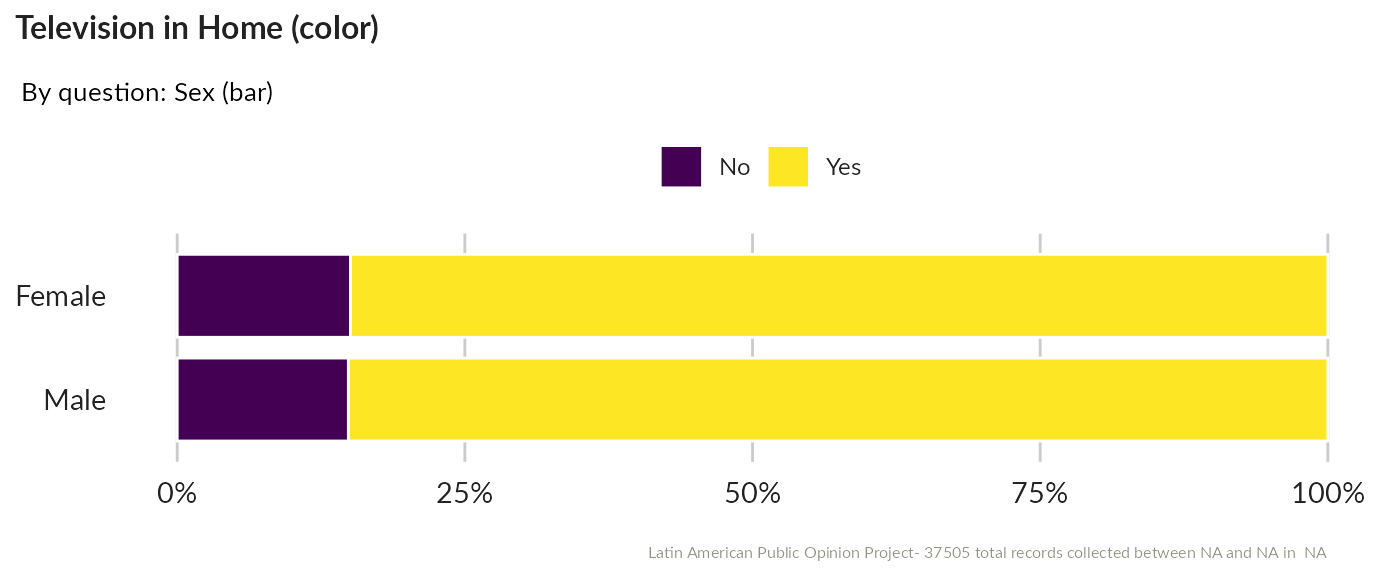 Television in Home (color)
By question: Sex (bar)
No Yes
Female
Male
0% 25% 50% 75% 100%
Latin American Public Opinion Project- 37505 total records collected between NA and NA in  NA